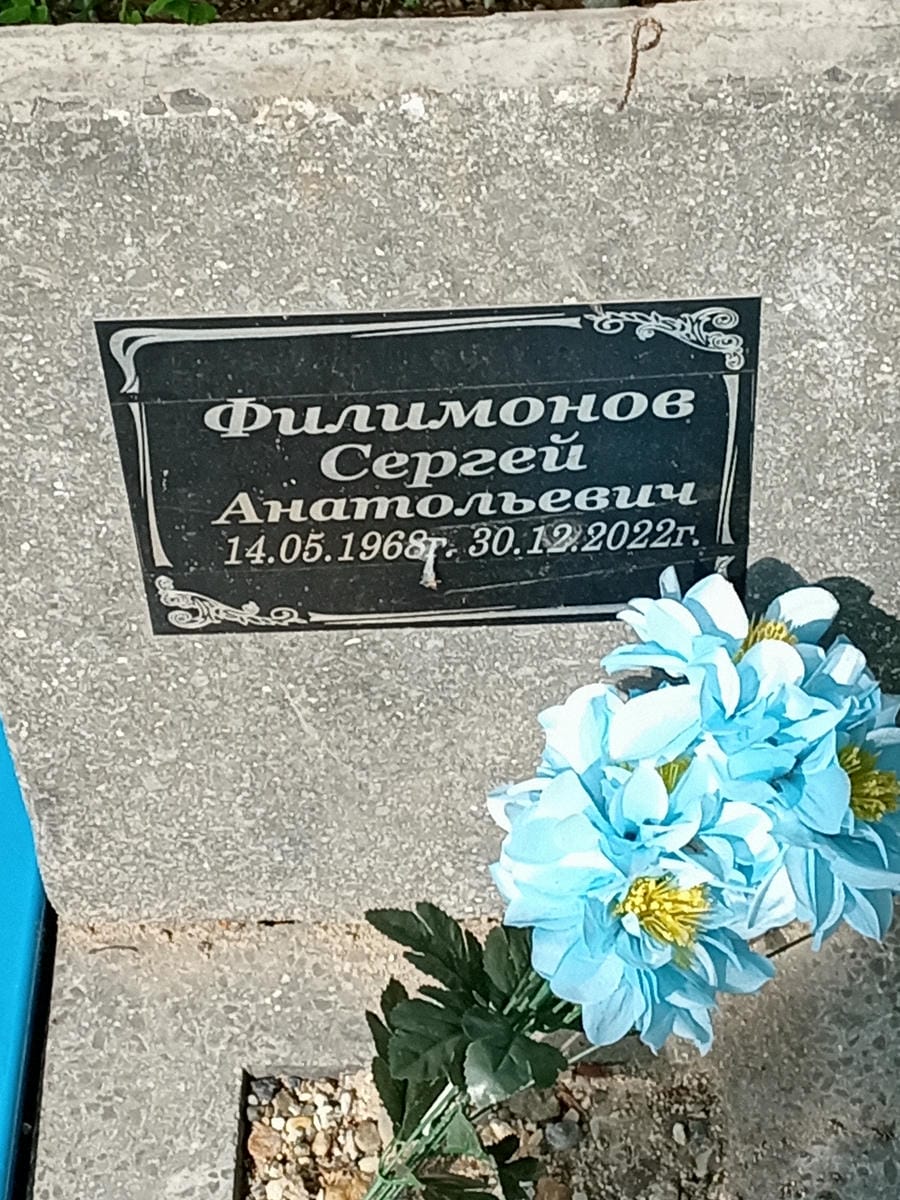 Филимонов
Сергей
Анатольевич
14.05.1968г. 30.12.2022г.